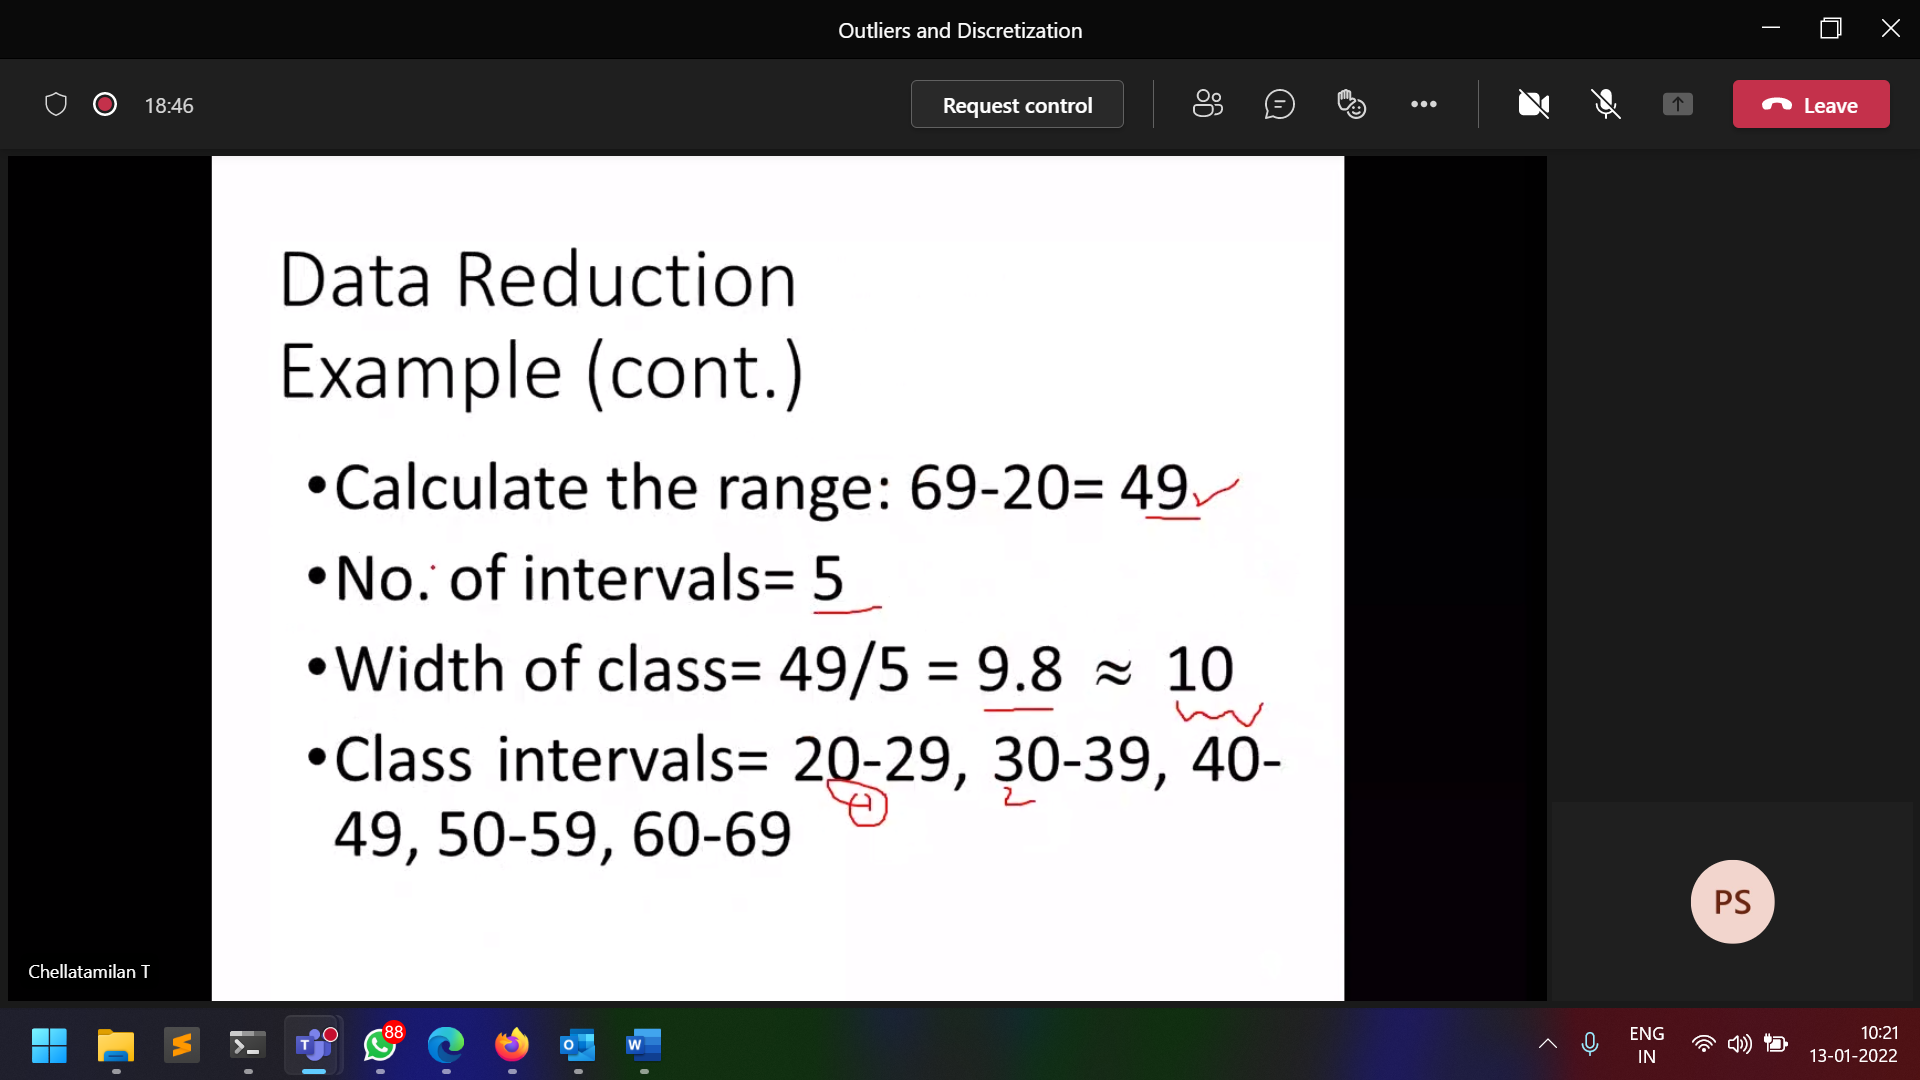 Outliers and Discretization
18:46
Request control
Leave
Data Reduction
Example (cont.)
•Calculate the range: 69-20= 49
•No. of intervals= 5
•Width of class= 49/5 = 9.8 ≈ 10
•Class intervals= 20-29, 30-39, 40-
2
49, 50-59, 60-69
PS
Chellatamilan T
88
ENG
IN
10:21
13-01-2022